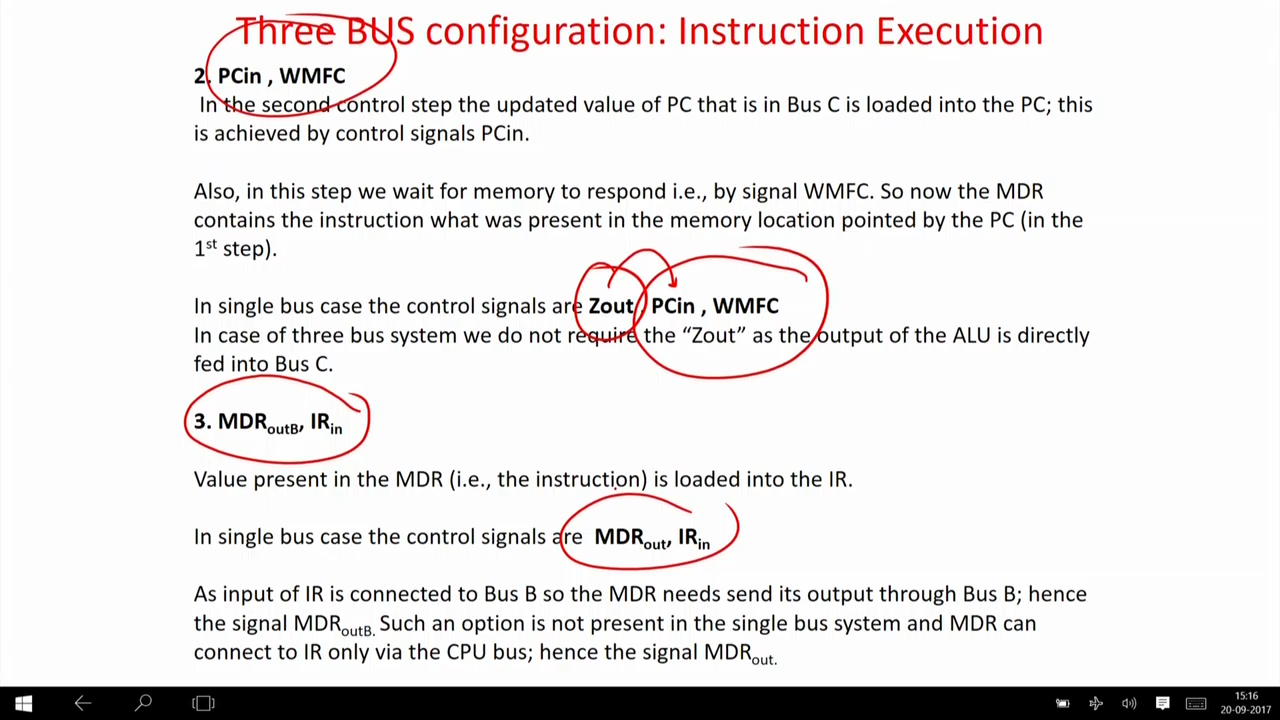 Three BUS configuration: Instruction Execution
2. PCin , WMFC
In the second control step the updated value of PC that is in Bus C is loaded into the PC; this
is achieved by control signals PCin.
Also, in this step we wait for memory to respond i.e., by signal WMFC. So now the MDR
contains the instruction what was present in the memory location pointed by the PC (in the
1st step).
In single bus case the control signals are Zout, PCin , WMFC
In case of three bus system we do not require the “Zout” as the output of the ALU is directly
fed into Bus C.
3. MDRoutB, IRin
Value present in the MDR (i.e., the instruction) is loaded into the IR.
In single bus case the control signals are MDRout, IRin
As input of IR is connected to Bus B so the MDR needs send its output through Bus B; hence
the signal MDRoutB. Such an option is not present in the single bus system and MDR can
connect to IR only via the CPU bus; hence the signal MDRout.
15:16
20-09-2017